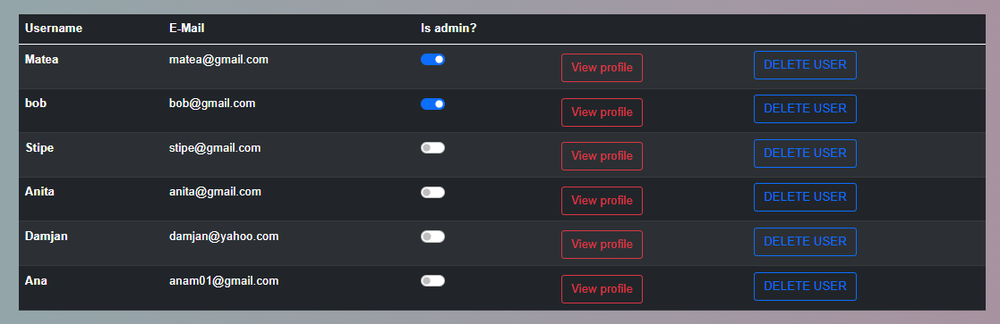 Username E-Mail Is admin?
Matea matea@gmail.com View profile DELETE USER
bob bob@gmail.com View profile DELETE USER
Stipe stipe@gmail.com View profile DELETE USER
Anita anita@gmail.com View profile DELETE USER
Damjan damjan@yahoo.com View profile DELETE USER
Ana anam01@gmail.com View profile DELETE USER